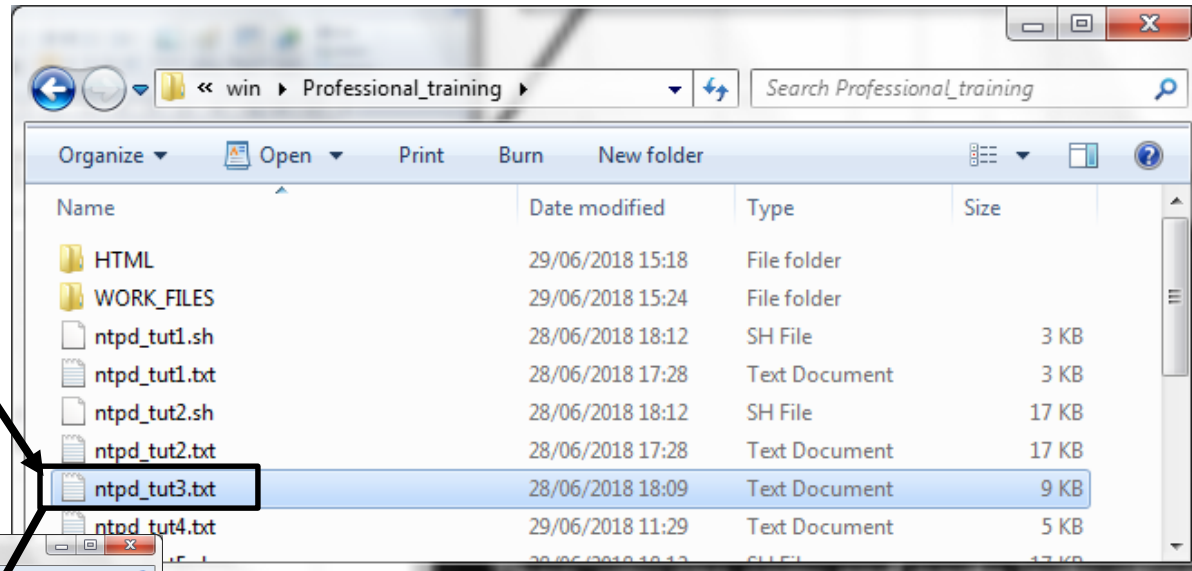 « win ▸ Professional_training ▸ Search Professional_training
Organize ▾ Open ▾ Print Burn New folder
Name Date modified Type Size
HTML 29/06/2018 15:18 File folder
WORK_FILES 29/06/2018 15:24 File folder
ntpd_tut1.sh 28/06/2018 18:12 SH File 3 KB
ntpd_tut1.txt 28/06/2018 17:28 Text Document 3 KB
ntpd_tut2.sh 28/06/2018 18:12 SH File 17 KB
ntpd_tut2.txt 28/06/2018 17:28 Text Document 17 KB
ntpd_tut3.txt 28/06/2018 18:09 Text Document 9 KB
ntpd_tut4.txt 29/06/2018 11:29 Text Document 5 KB